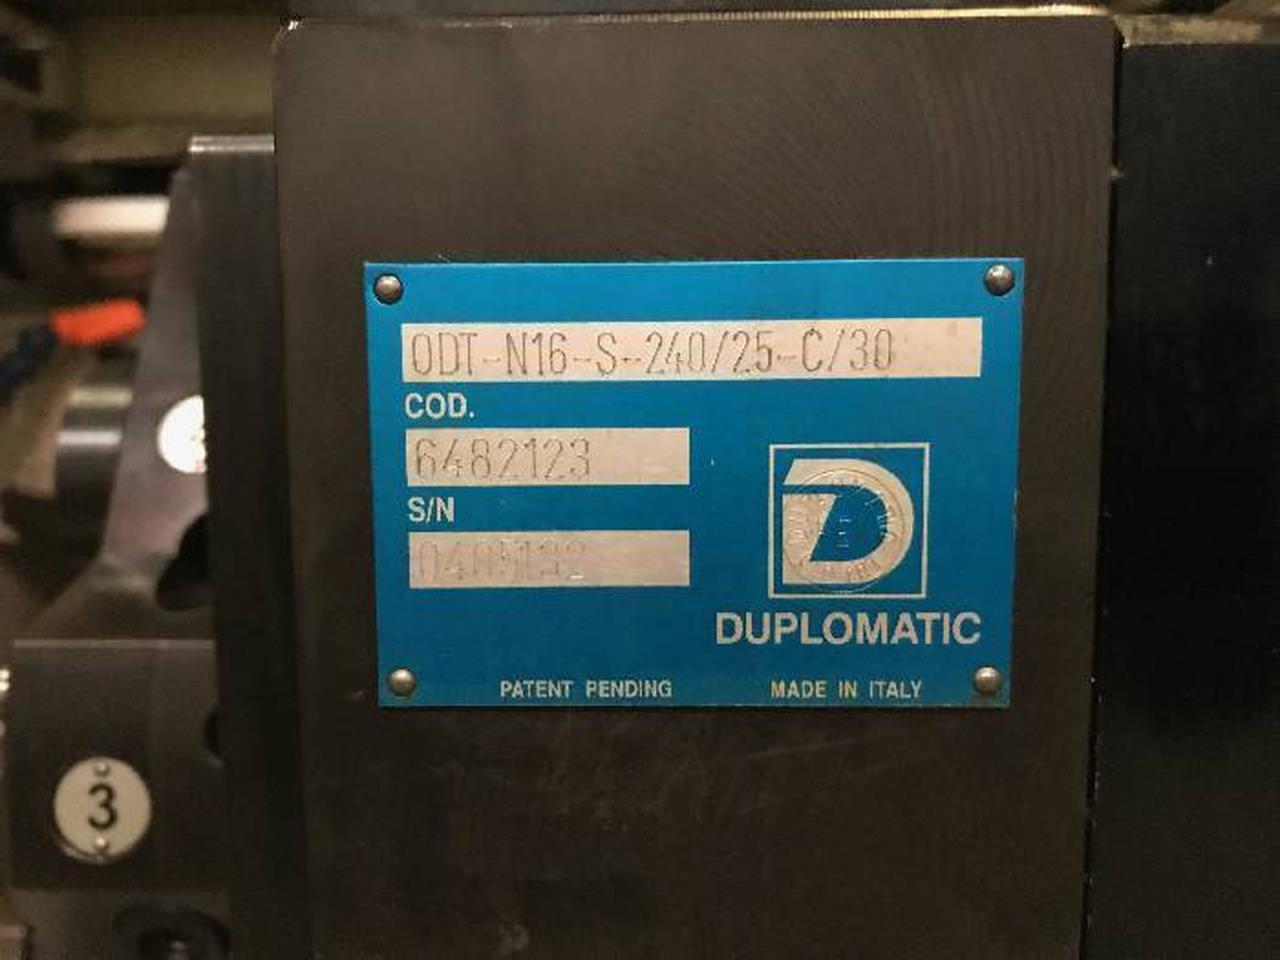 ODT-N16-S-240/25-C/30
COD.
6482123
S/N
DUPLOMATIC
PATENT PENDING
MADE IN ITALY
3